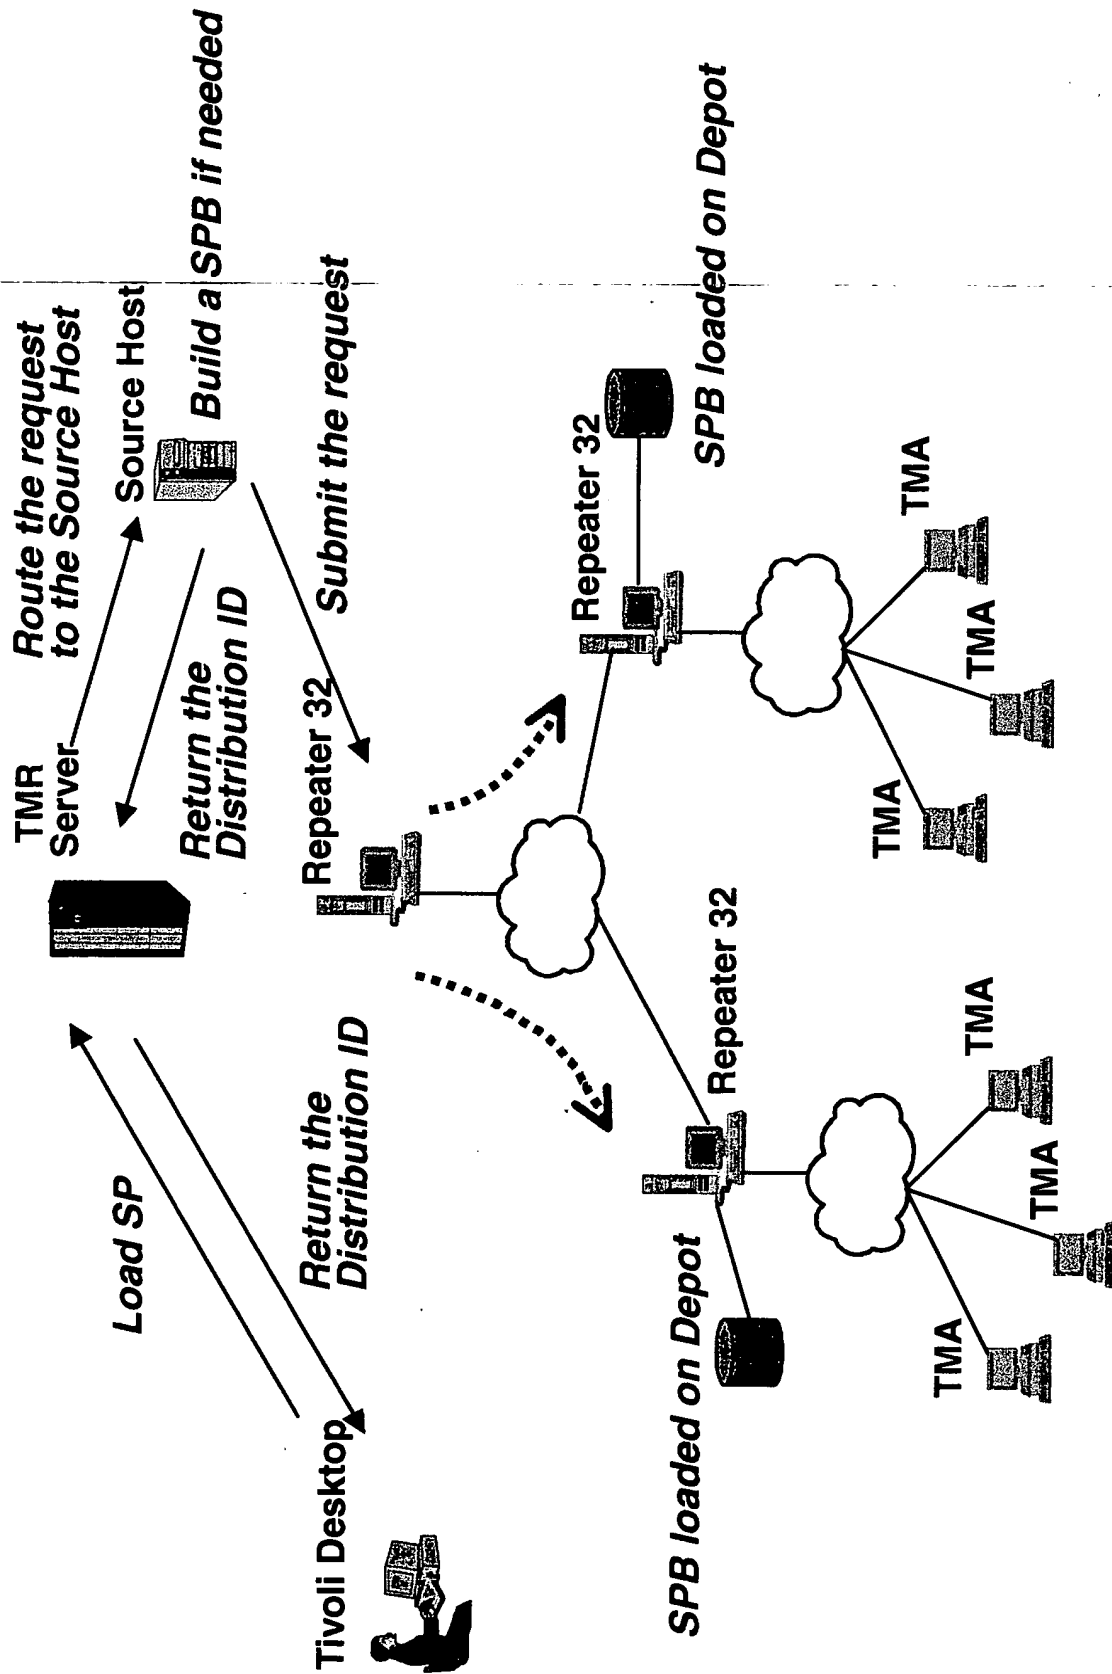 TMR
Server
Route the request
to the Source Host
Source Host
Build a SPB if needed
Load SP
Return the
Distribution ID
Return the
Distribution ID
Submit the request
Tivoli Desktop
Repeater 32
Repeater 32
SPB loaded on Depot
SPB loaded on Depot
Repeater 32
TMA
TMA
TMA
TMA
TMA
TMA